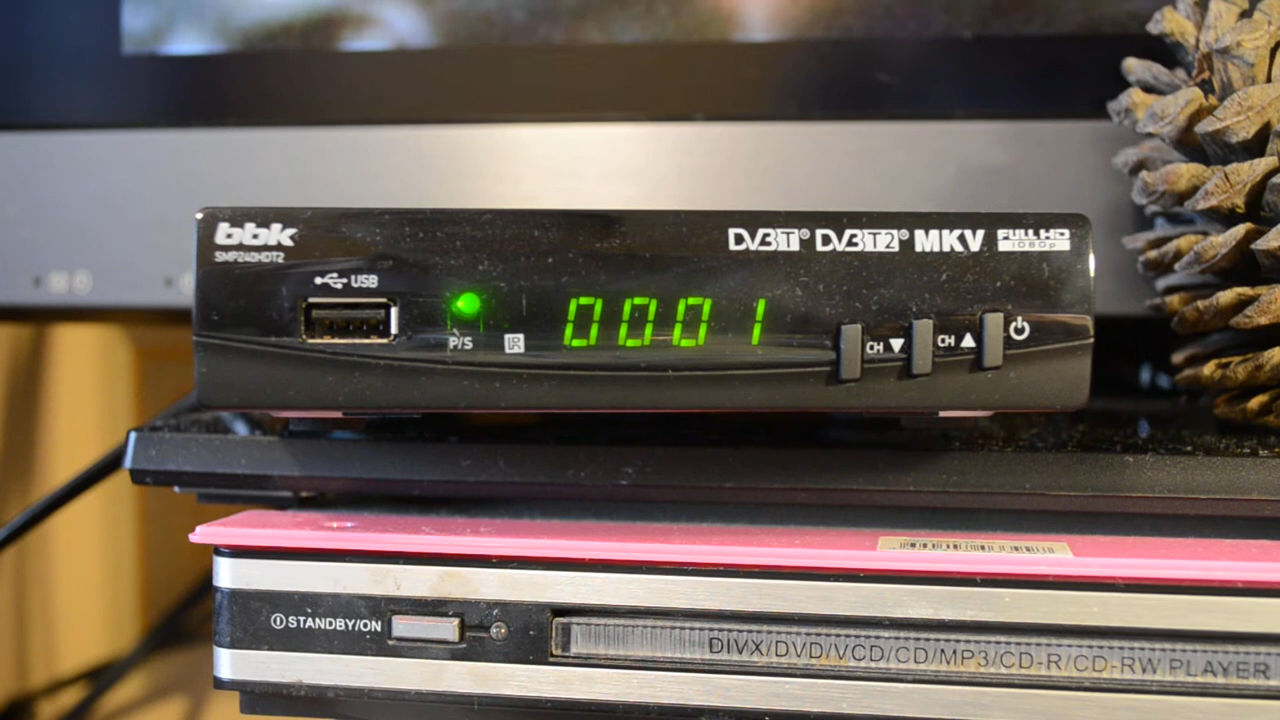 bbk
SMP240HDT2
DVB T® DVB T2® MKV FULL HD 1080p
USB
P/S
0001
CH ▼ CH ▲
STANDBY/ON
DIVX/DVD/VCD/CD/MP3/CD-R/CD-RW PLAYER